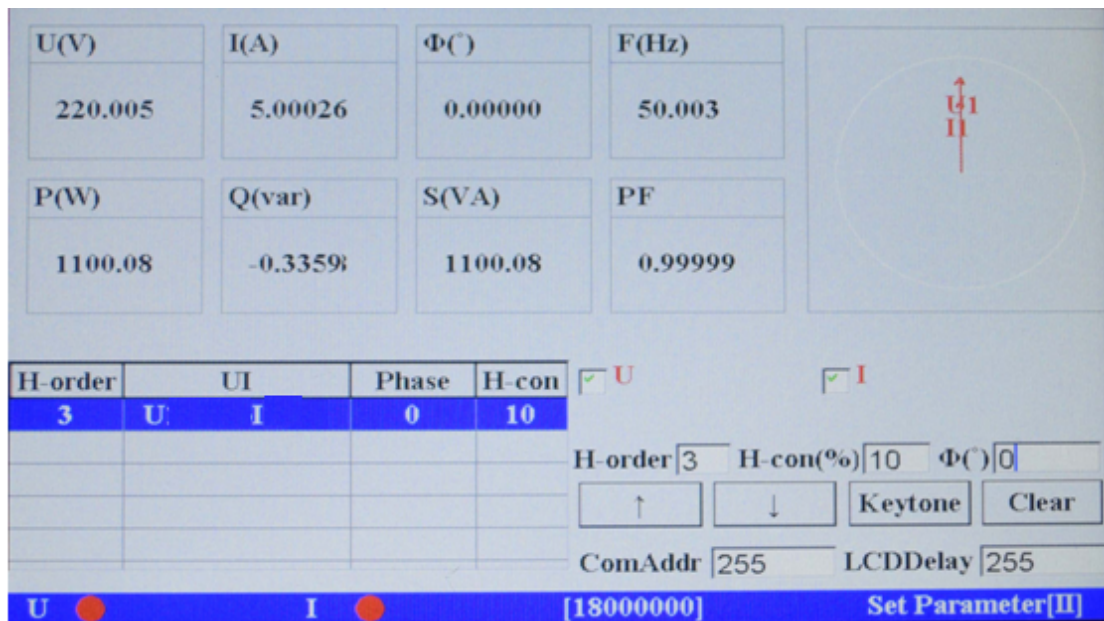 U(V) I(A) Φ(°) F(Hz)
220.005 5.00026 0.00000 50.003
U1
I1
P(W) Q(var) S(VA) PF
1100.08 -0.3359 1100.08 0.99999
H-order UI Phase H-con U I
3 U I 0 10
H-order 3 H-con(%) 10 Φ(°) 0
↑ ↓ Keytone Clear
ComAddr 255 LCDDelay 255
U I [18000000] Set Parameter[II]